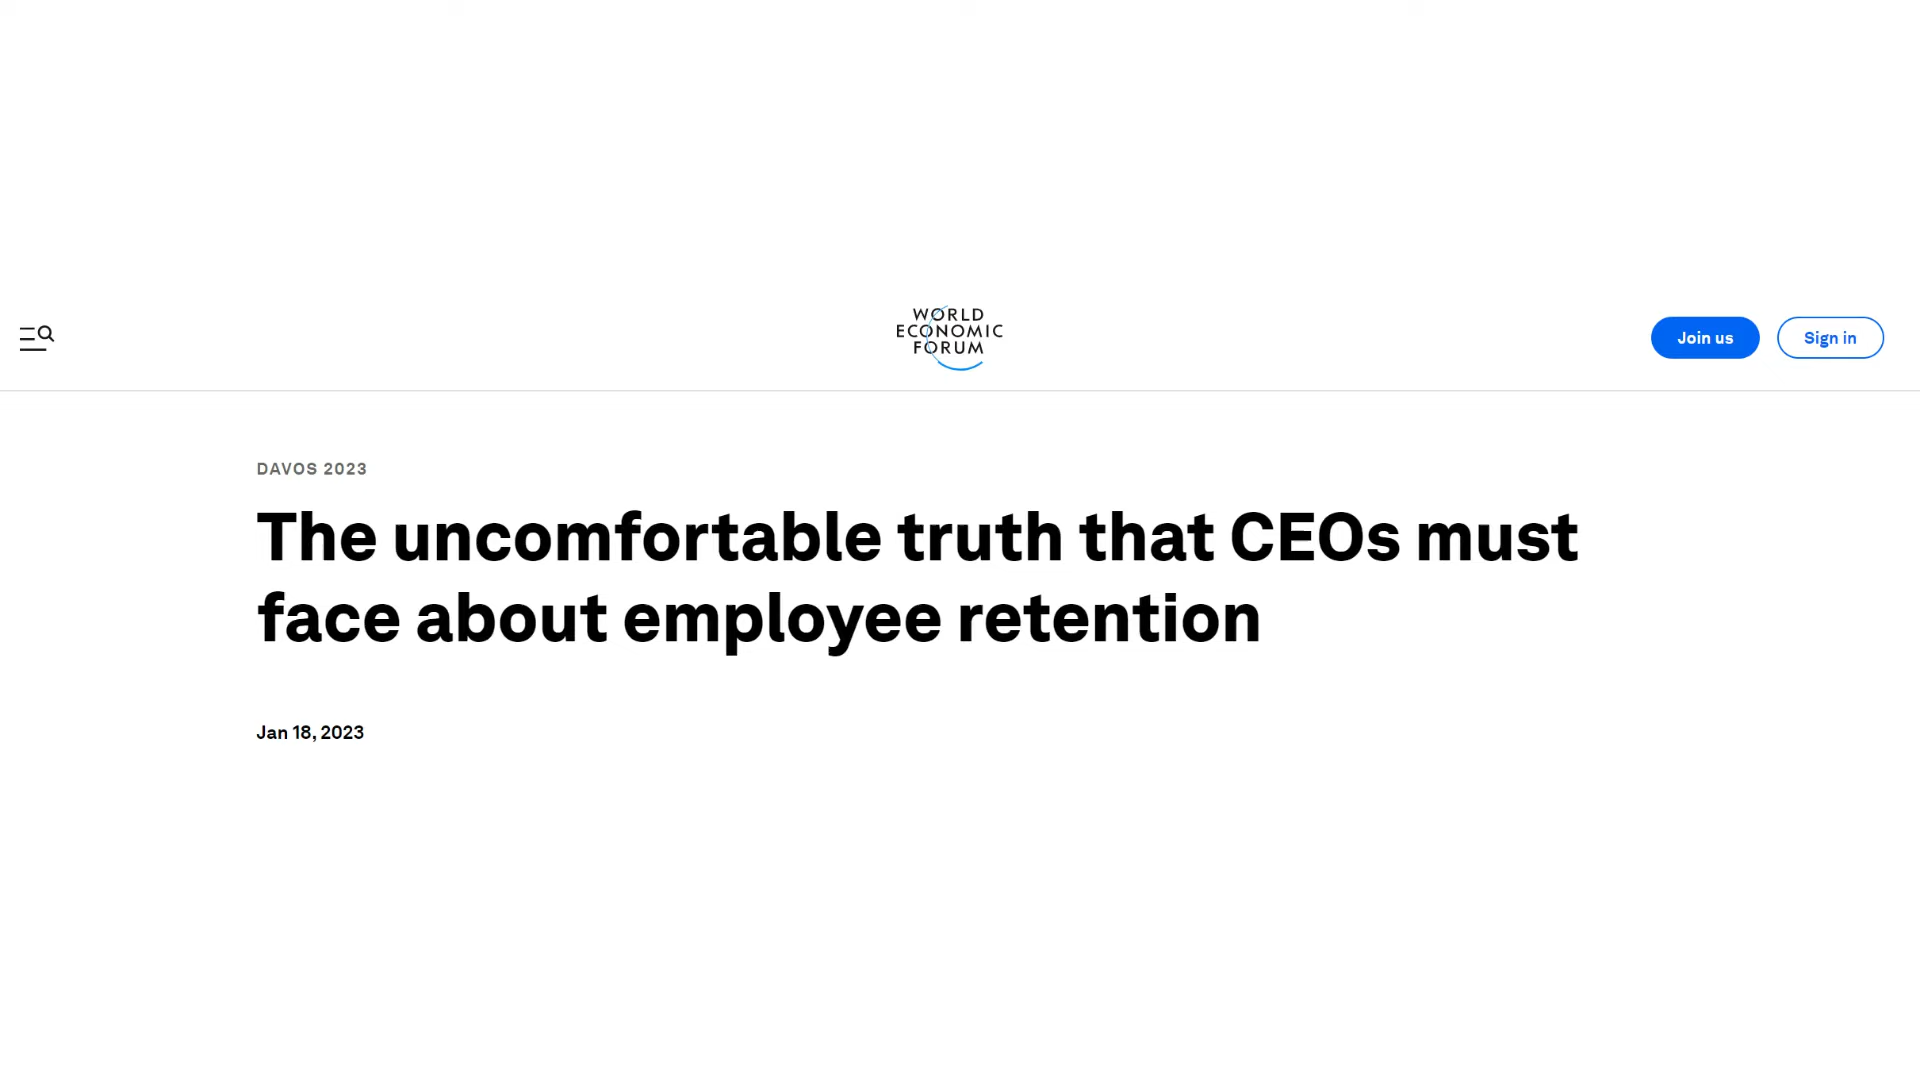 WORLD
ECONOMIC
FORUM
Join us
Sign in
DAVOS 2023
The uncomfortable truth that CEOs must
face about employee retention
Jan 18, 2023